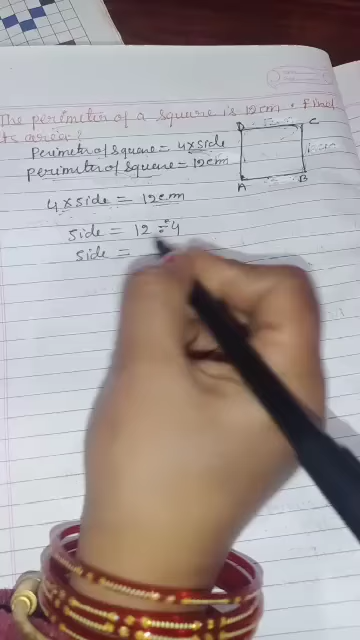 The perimeter of a square is 12cm. Find
its area?
Perimeter of square = 4×side
perimeter of square = 12cm
4×side = 12cm
side = 12÷4
side =
D C
A B